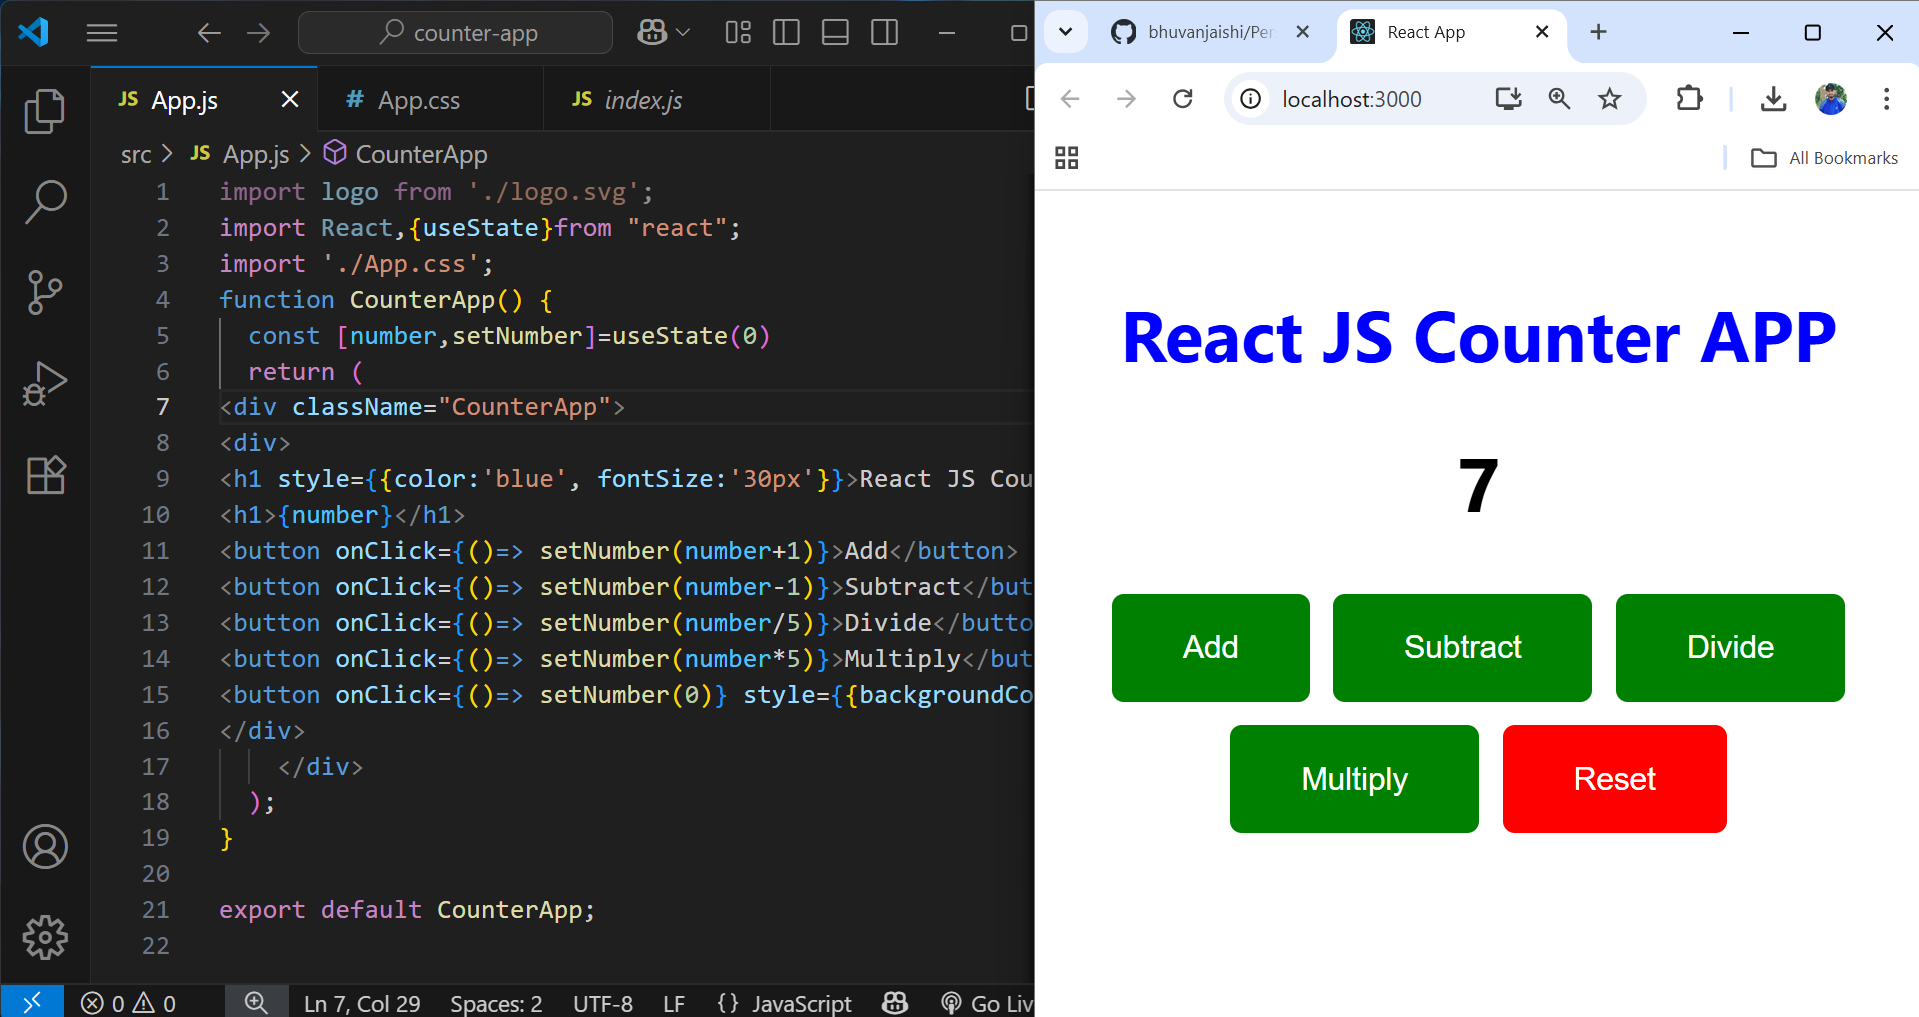 counter-app
JS App.js
# App.css
JS index.js
src > JS App.js > CounterApp
1 import logo from './logo.svg';
2 import React,{useState}from "react";
3 import './App.css';
4 function CounterApp() {
5 const [number,setNumber]=useState(0)
6 return (
7 <div className="CounterApp">
8 <div>
9 <h1 style={{color:'blue', fontSize:'30px'}}>React JS Cou
10 <h1>{number}</h1>
11 <button onClick={()=> setNumber(number+1)}>Add</button>
12 <button onClick={()=> setNumber(number-1)}>Subtract</but
13 <button onClick={()=> setNumber(number/5)}>Divide</butto
14 <button onClick={()=> setNumber(number*5)}>Multiply</but
15 <button onClick={()=> setNumber(0)} style={{backgroundCo
16 </div>
17 </div>
18 );
19 }
20
21 export default CounterApp;
22
0 0 Ln 7, Col 29 Spaces: 2 UTF-8 LF {} JavaScript Go Liv
bhuvanjaishi/Per
React App
localhost:3000
All Bookmarks
React JS Counter APP
7
Add Subtract Divide
Multiply Reset